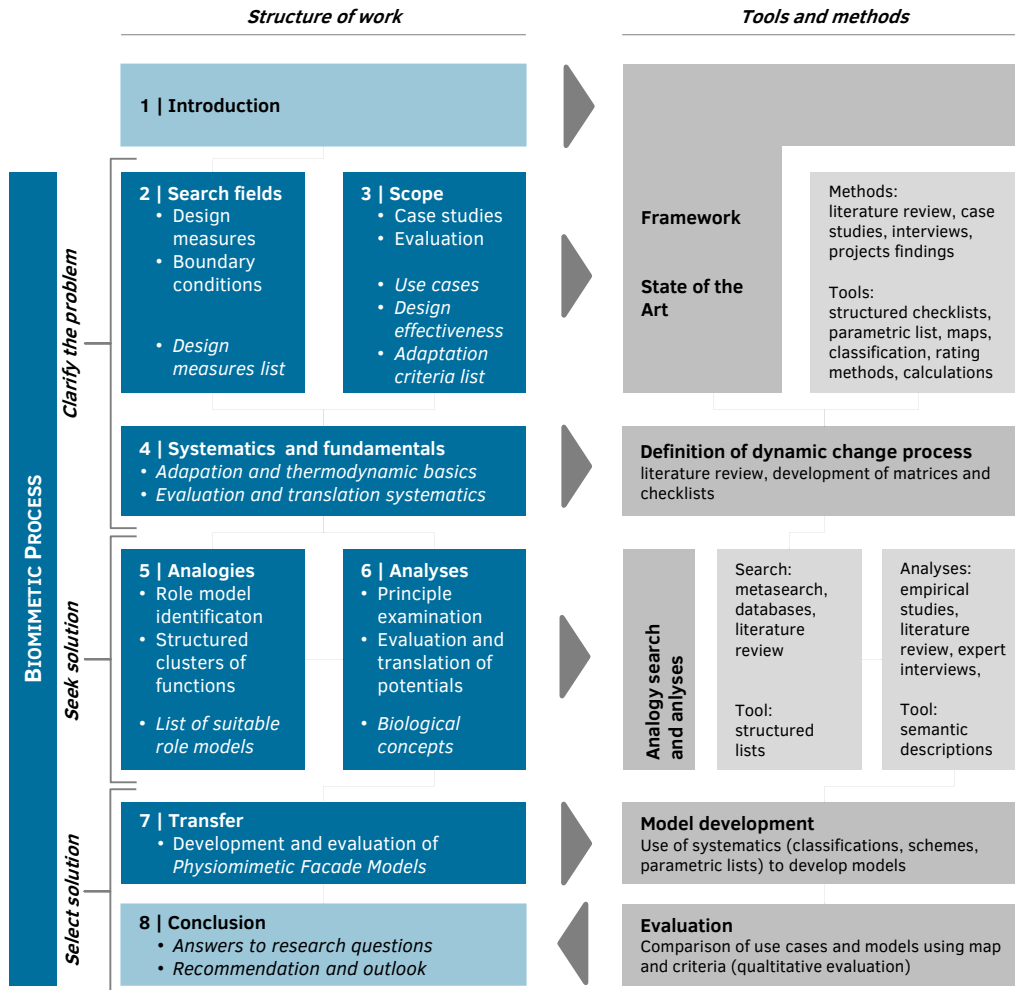 Structure of work
Tools and methods
1 | Introduction
BIOMIMETIC PROCESS
Clarify the problem
2 | Search fields
• Design
measures
• Boundary
conditions
• Design
measures list
3 | Scope
• Case studies
• Evaluation
• Use cases
• Design
effectiveness
• Adaptation
criteria list
Framework
State of the
Art
Methods:
literature review, case
studies, interviews,
projects findings
Tools:
structured checklists,
parametric list, maps,
classification, rating
methods, calculations
4 | Systematics and fundamentals
• Adapation and thermodynamic basics
• Evaluation and translation systematics
Definition of dynamic change process
literature review, development of matrices and
checklists
Seek solution
5 | Analogies
• Role model
identificaton
• Structured
clusters of
functions
• List of suitable
role models
6 | Analyses
• Principle
examination
• Evaluation and
translation of
potentials
• Biological
concepts
Analogy search
and anlyses
Search:
metasearch,
databases,
literature
review
Tool:
structured
lists
Analyses:
empirical
studies,
literature
review, expert
interviews,
Tool:
semantic
descriptions
Select solution
7 | Transfer
• Development and evaluation of
Physiomimetic Facade Models
Model development
Use of systematics (classifications, schemes,
parametric lists) to develop models
8 | Conclusion
• Answers to research questions
• Recommendation and outlook
Evaluation
Comparison of use cases and models using map
and criteria (qualtitative evaluation)